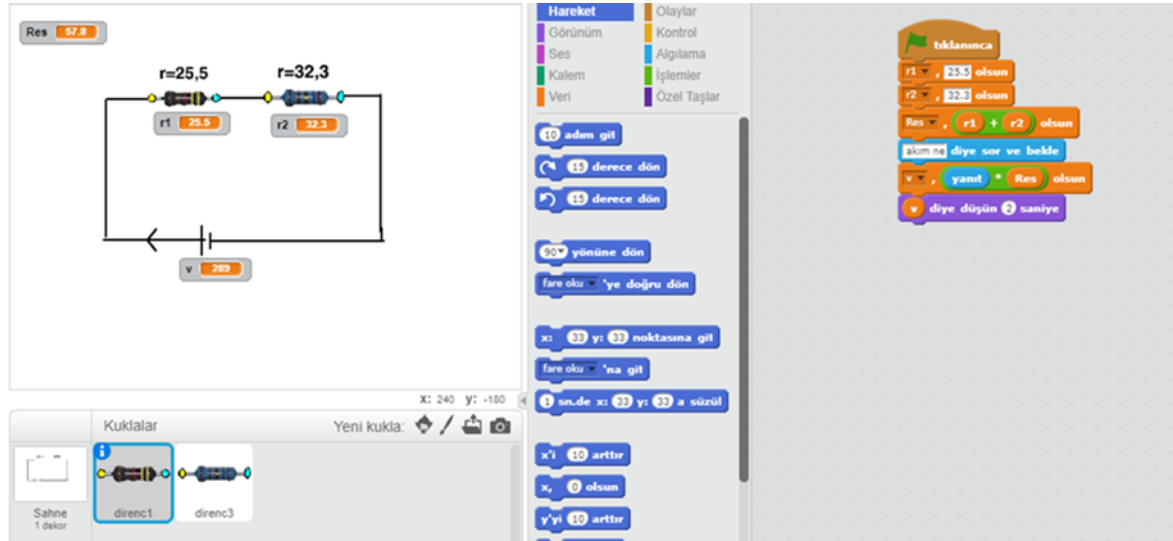 Res 57.8
r=25,5 r=32,3
r1 25.5
r2 32.3
v 289
x: 240 y: -180
Kuklalar Yeni kukla:
Sahne
1 dekor
direnc1 direnc3
Hareket Olaylar
Görünüm Kontrol
Ses Algılama
Kalem İşlemler
Veri Özel Taşlar
10 adım git
15 derece dön
15 derece dön
90 yönüne dön
fare oku 'ye doğru dön
x: 33 y: 33 noktasına git
fare oku 'na git
1 sn.de x: 33 y: 33 a süzül
x'i 10 arttır
x, 0 olsun
y'yi 10 arttır
tıklanınca
r1 , 25.5 olsun
r2 , 32.3 olsun
Res , r1 + r2 olsun
akım ne diye sor ve bekle
v , yanıt * Res olsun
v diye düşün 2 saniye